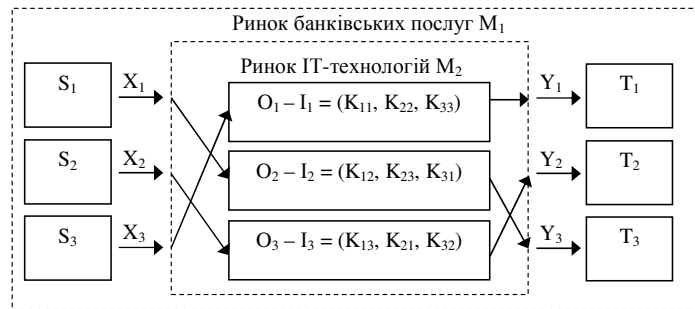 Ринок банківських послуг M₁
Ринок ІТ-технологій M₂
S₁ X₁ O₁ – I₁ = (K₁₁, K₂₂, K₃₃) Y₁ T₁
S₂ X₂ O₂ – I₂ = (K₁₂, K₂₃, K₃₁) Y₂ T₂
S₃ X₃ O₃ – I₃ = (K₁₃, K₂₁, K₃₂) Y₃ T₃